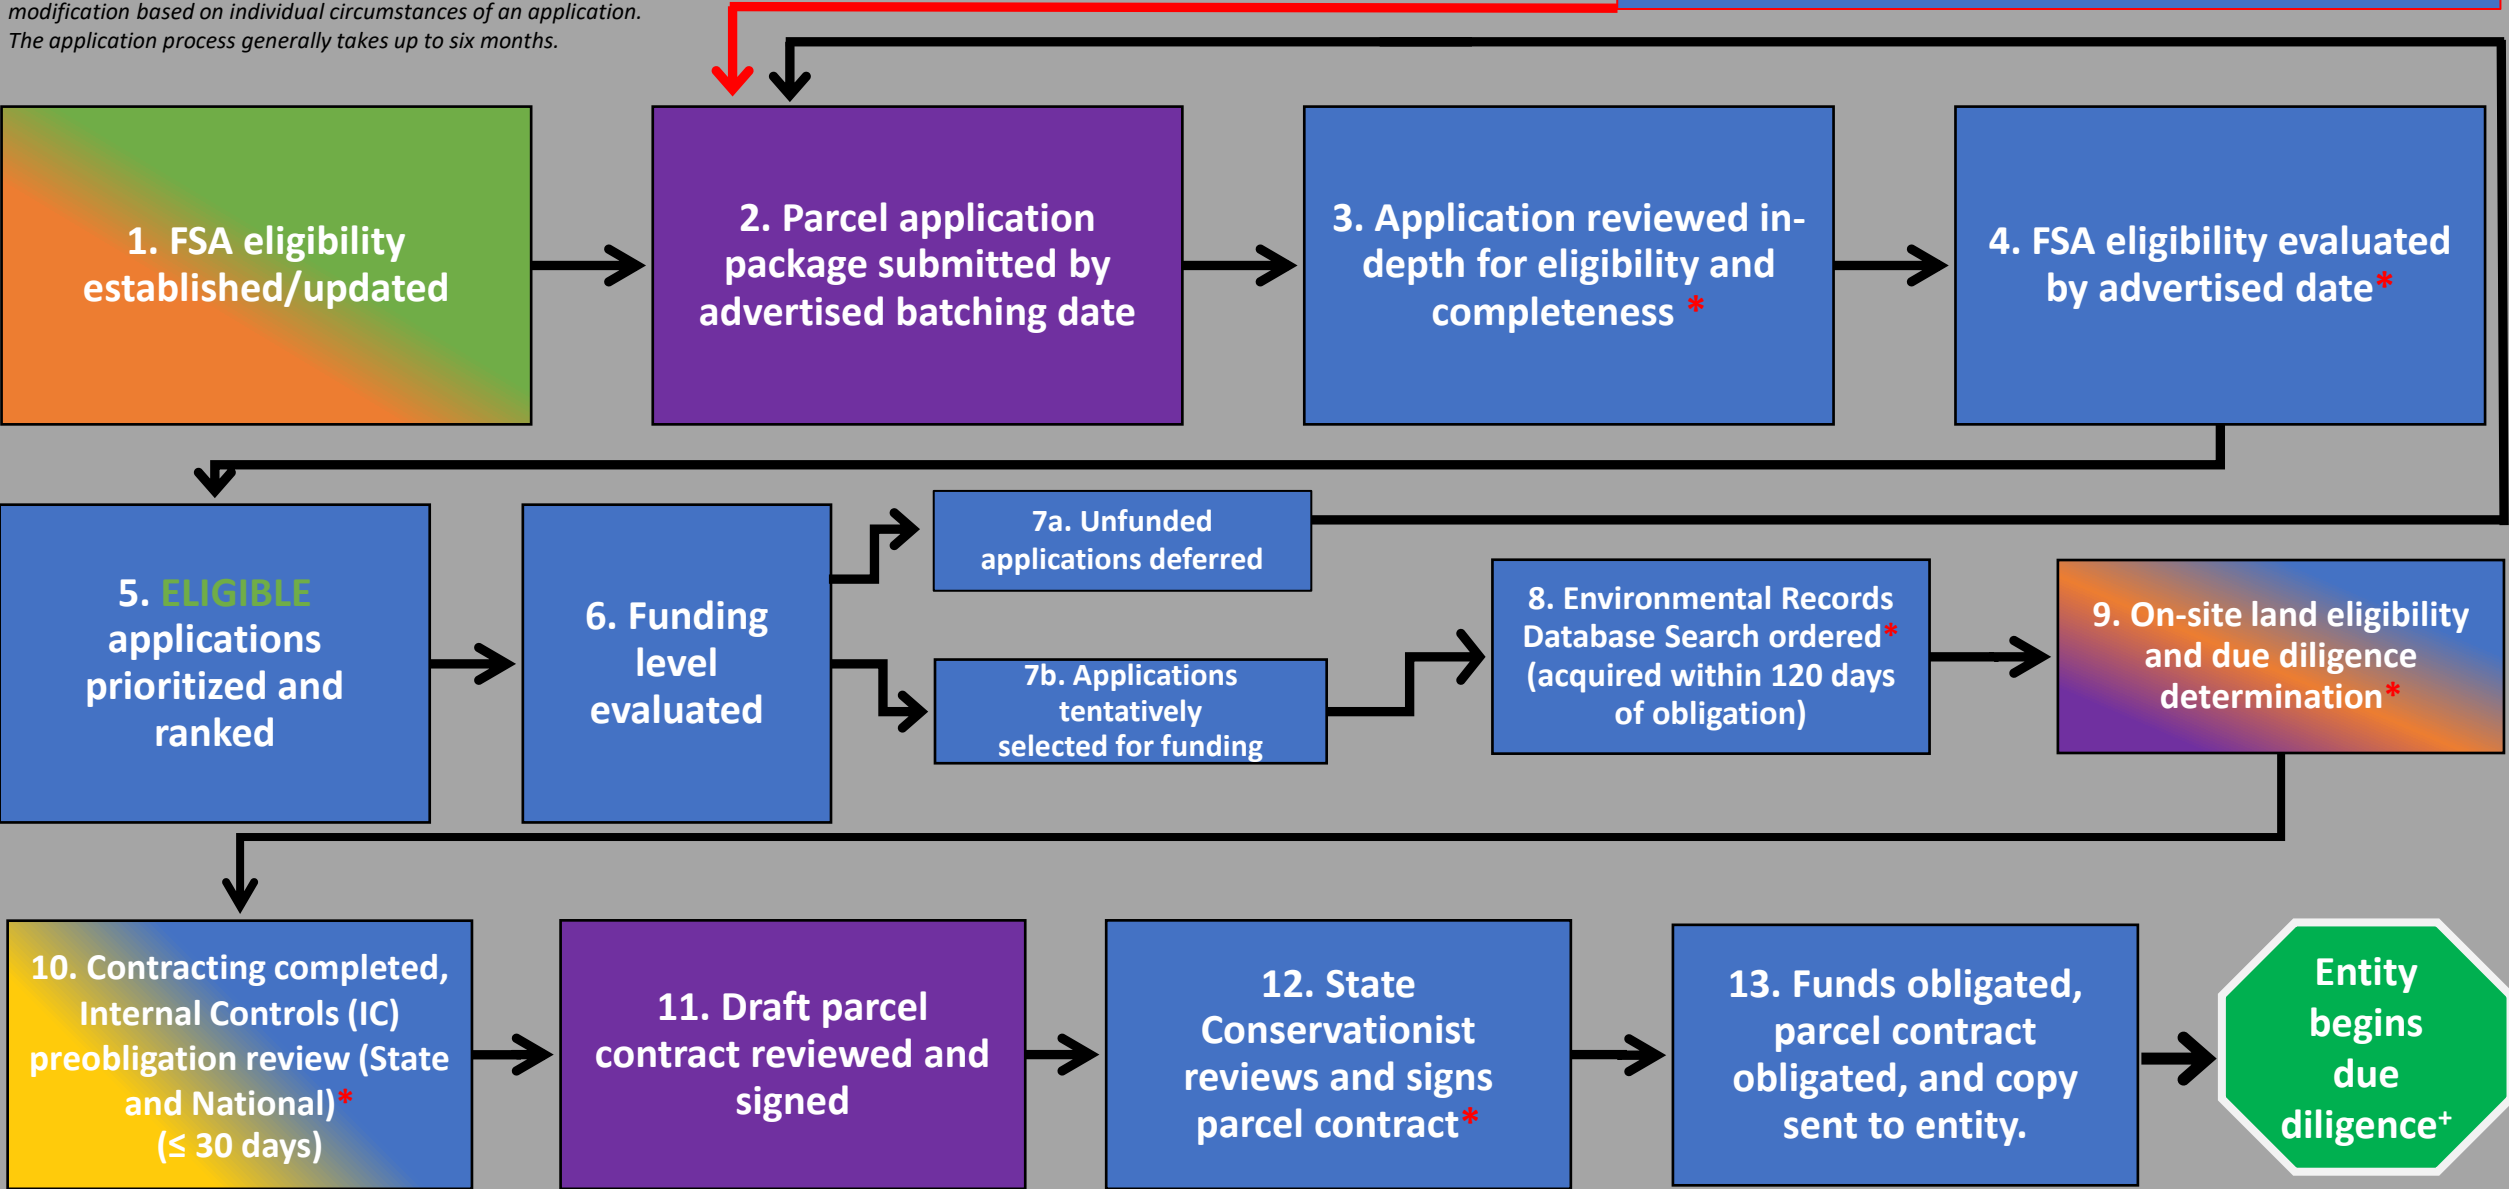 modification based on individual circumstances of an application.
The application process generally takes up to six months.
1. FSA eligibility
established/updated
2. Parcel application
package submitted by
advertised batching date
3. Application reviewed in-
depth for eligibility and
completeness *
4. FSA eligibility evaluated
by advertised date*
5. ELIGIBLE
applications
prioritized and
ranked
6. Funding
level
evaluated
7a. Unfunded
applications deferred
7b. Applications
tentatively
selected for funding
8. Environmental Records
Database Search ordered*
(acquired within 120 days
of obligation)
9. On-site land eligibility
and due diligence
determination*
10. Contracting completed,
Internal Controls (IC)
preobligation review (State
and National)*
(≤ 30 days)
11. Draft parcel
contract reviewed and
signed
12. State
Conservationist
reviews and signs
parcel contract*
13. Funds obligated,
parcel contract
obligated, and copy
sent to entity.
Entity
begins
due
diligence+